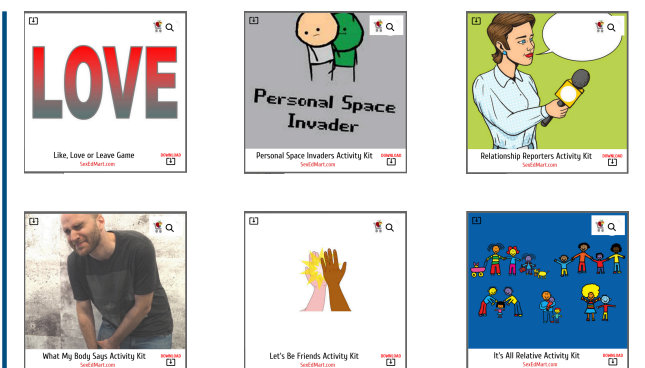 LOVE
Like, Love or Leave Game
SexEdMart.com
DOWNLOAD
Personal Space
Invader
Personal Space Invaders Activity Kit
SexEdMart.com
DOWNLOAD
Relationship Reporters Activity Kit
SexEdMart.com
DOWNLOAD
What My Body Says Activity Kit
SexEdMart.com
DOWNLOAD
Let's Be Friends Activity Kit
SexEdMart.com
DOWNLOAD
It's All Relative Activity Kit
SexEdMart.com
DOWNLOAD